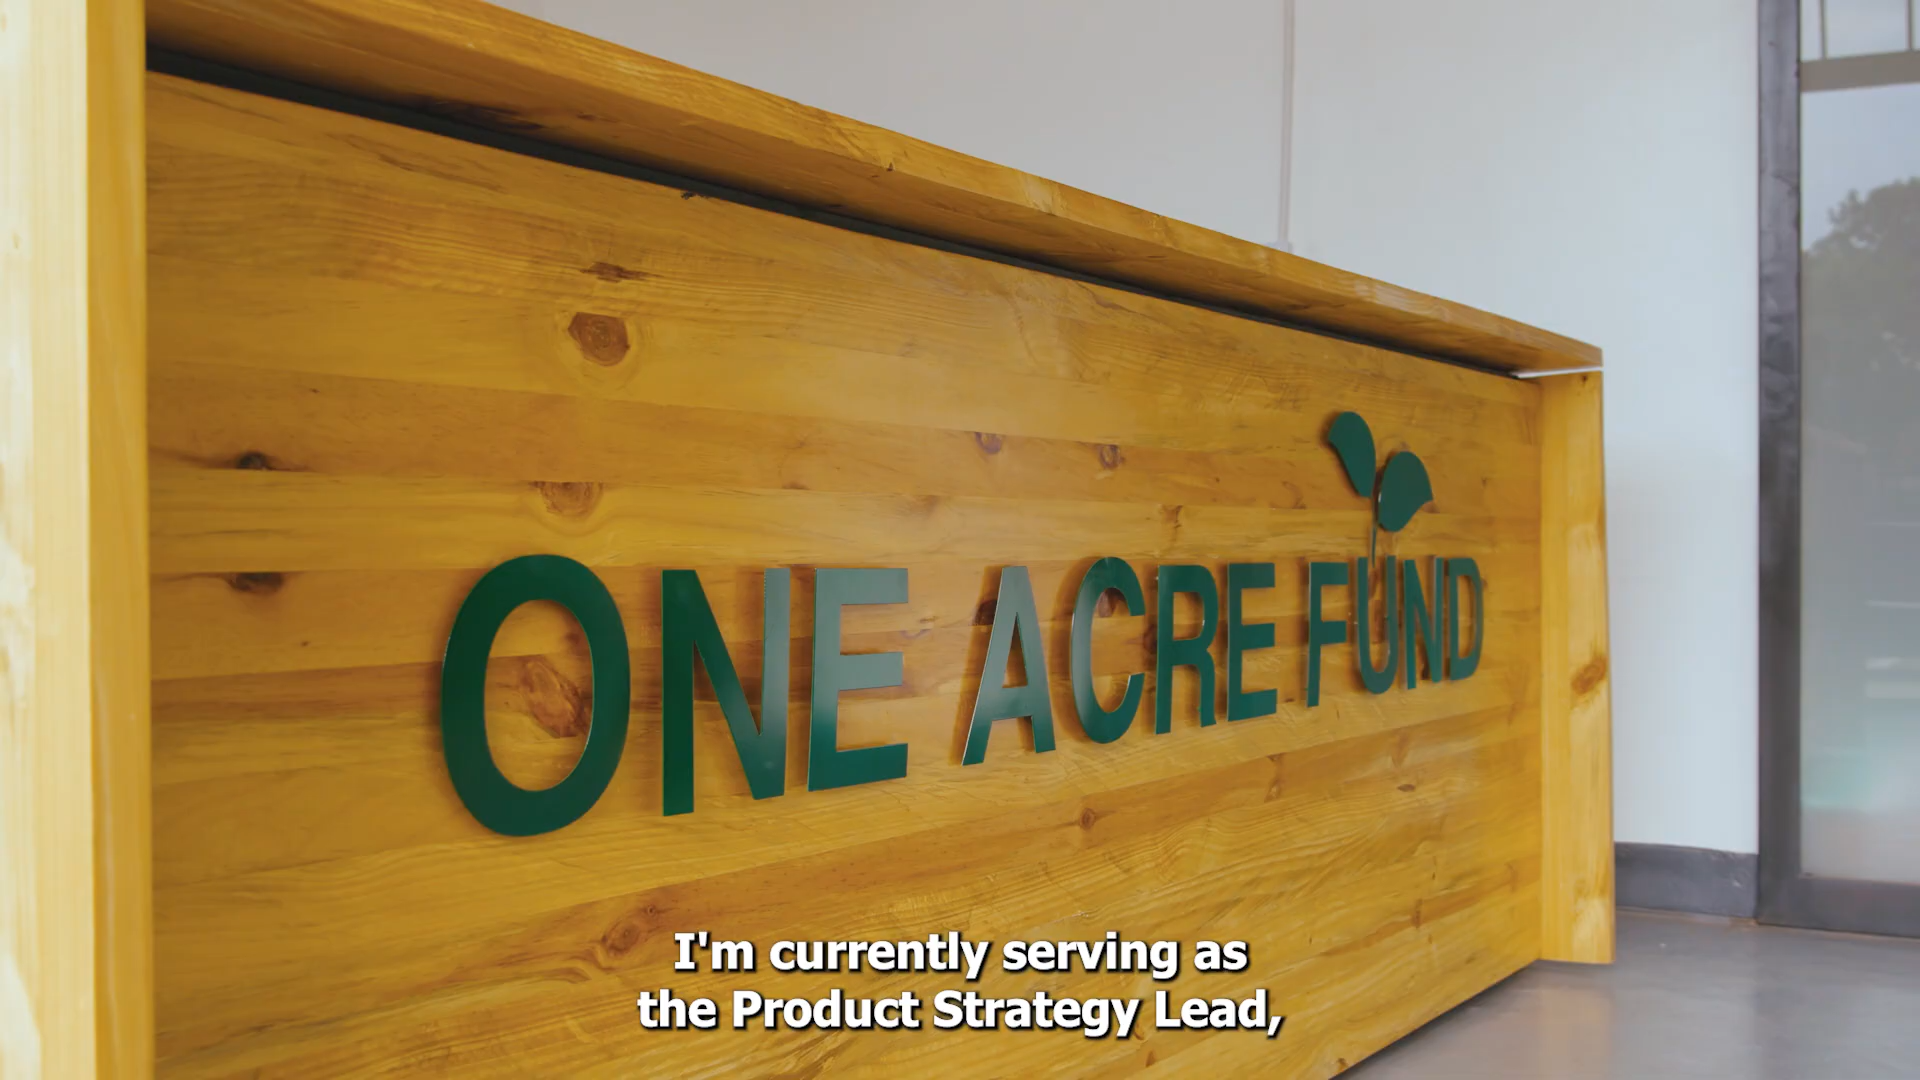 ONE ACRE FUND
I'm currently serving as
the Product Strategy Lead,